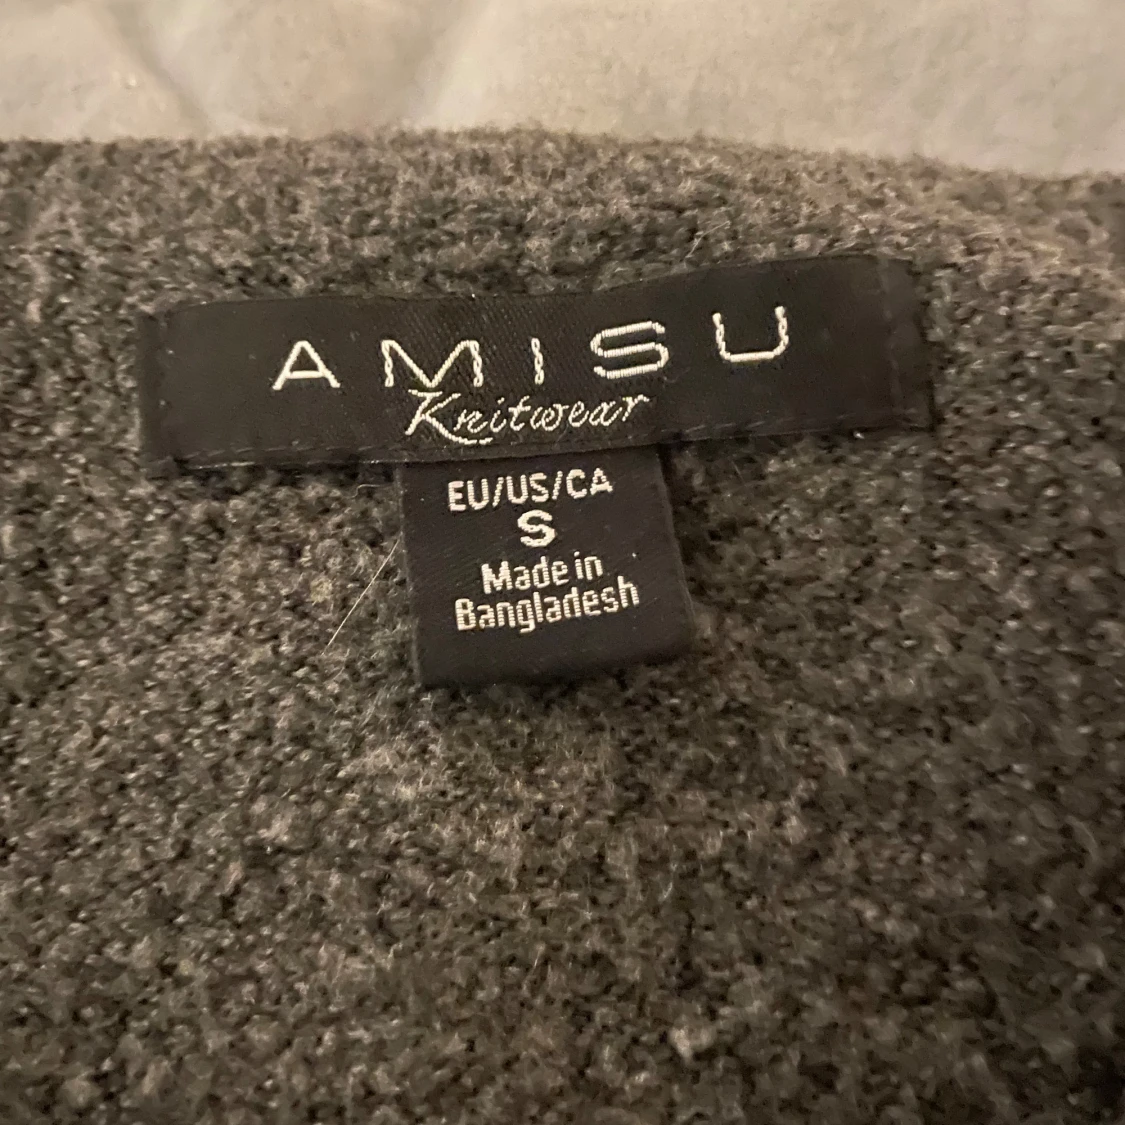 AMISU
Knitwear
EU/US/CA
S
Made in
Bangladesh